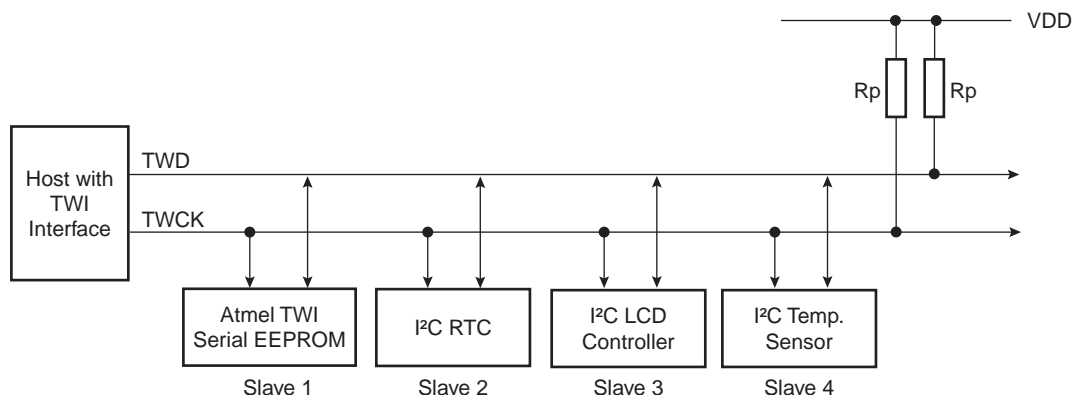 VDD
Rp
Rp
Host with
TWI
Interface
TWD
TWCK
Atmel TWI
Serial EEPROM
Slave 1
I²C RTC
Slave 2
I²C LCD
Controller
Slave 3
I²C Temp.
Sensor
Slave 4